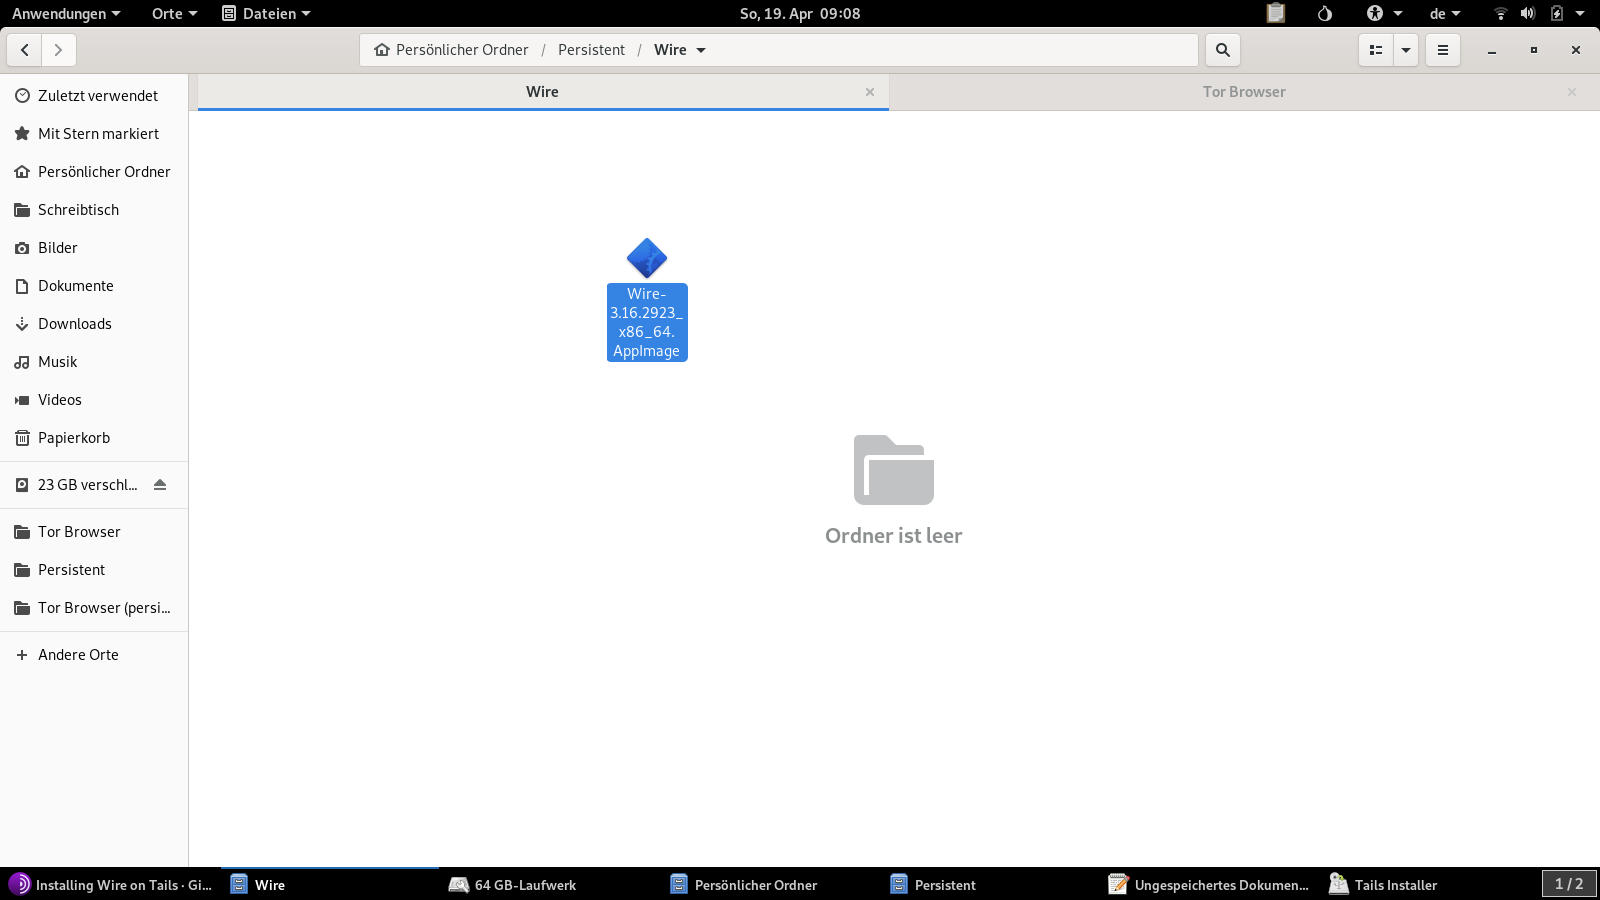 Anwendungen Orte Dateien So, 19. Apr 09:08 de
Persönlicher Ordner / Persistent / Wire
Wire Tor Browser
Zuletzt verwendet
Mit Stern markiert
Persönlicher Ordner
Schreibtisch
Bilder
Dokumente
Downloads
Musik
Videos
Papierkorb
23 GB verschl...
Tor Browser
Persistent
Tor Browser (persi...
Andere Orte
Wire-
3.16.2923_
x86_64.
AppImage
Ordner ist leer
Installing Wire on Tails · Gi... Wire 64 GB-Laufwerk Persönlicher Ordner Persistent Ungespeichertes Dokumen... Tails Installer 1 / 2